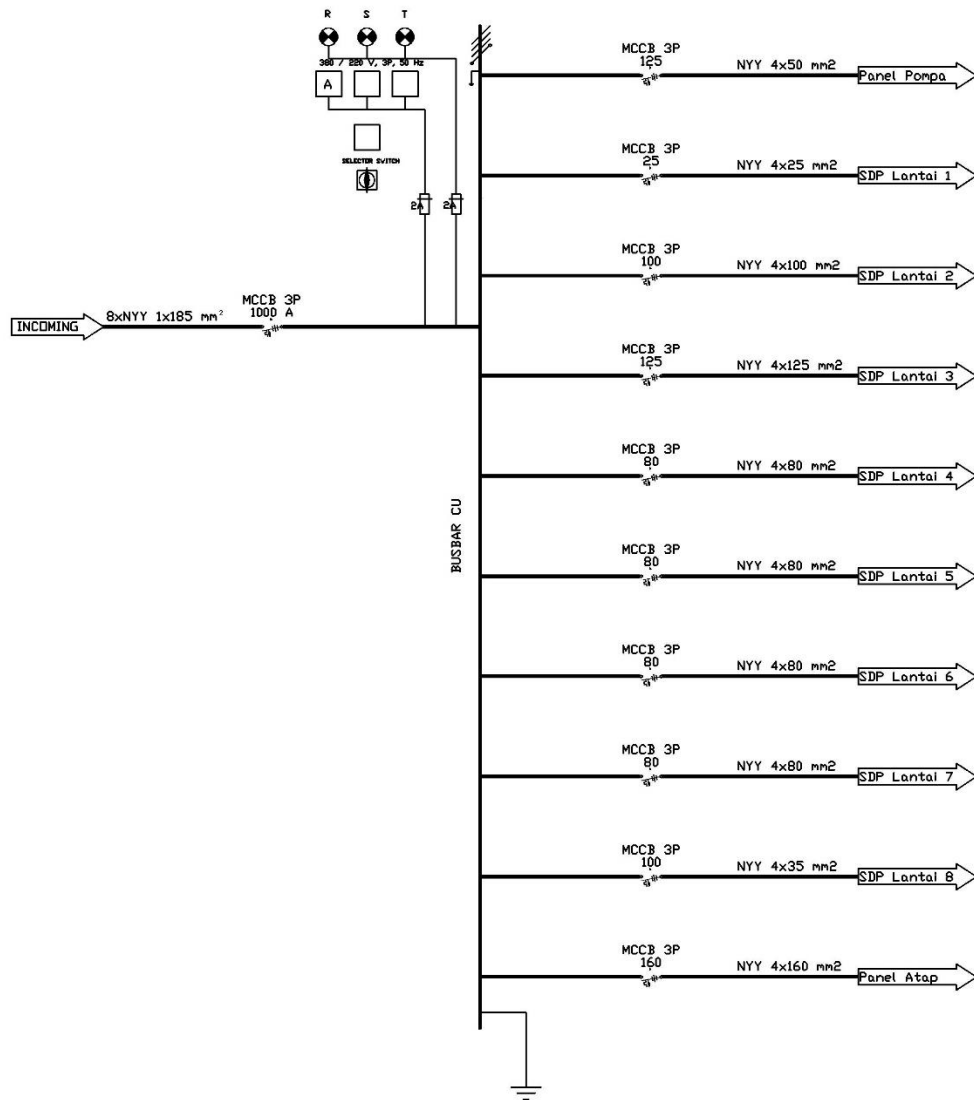 R S T
380 / 220 V, 3P, 50 Hz
A
SELECTOR SWITCH
2A 2A
INCOMING
8xNYY 1x185 mm²
MCCB 3P
1000 A
BUSBAR CU
MCCB 3P
125
NYY 4x50 mm2
Panel Pompa
MCCB 3P
25
NYY 4x25 mm2
SDP Lantai 1
MCCB 3P
100
NYY 4x100 mm2
SDP Lantai 2
MCCB 3P
125
NYY 4x125 mm2
SDP Lantai 3
MCCB 3P
80
NYY 4x80 mm2
SDP Lantai 4
MCCB 3P
80
NYY 4x80 mm2
SDP Lantai 5
MCCB 3P
80
NYY 4x80 mm2
SDP Lantai 6
MCCB 3P
80
NYY 4x80 mm2
SDP Lantai 7
MCCB 3P
100
NYY 4x35 mm2
SDP Lantai 8
MCCB 3P
160
NYY 4x160 mm2
Panel Atap